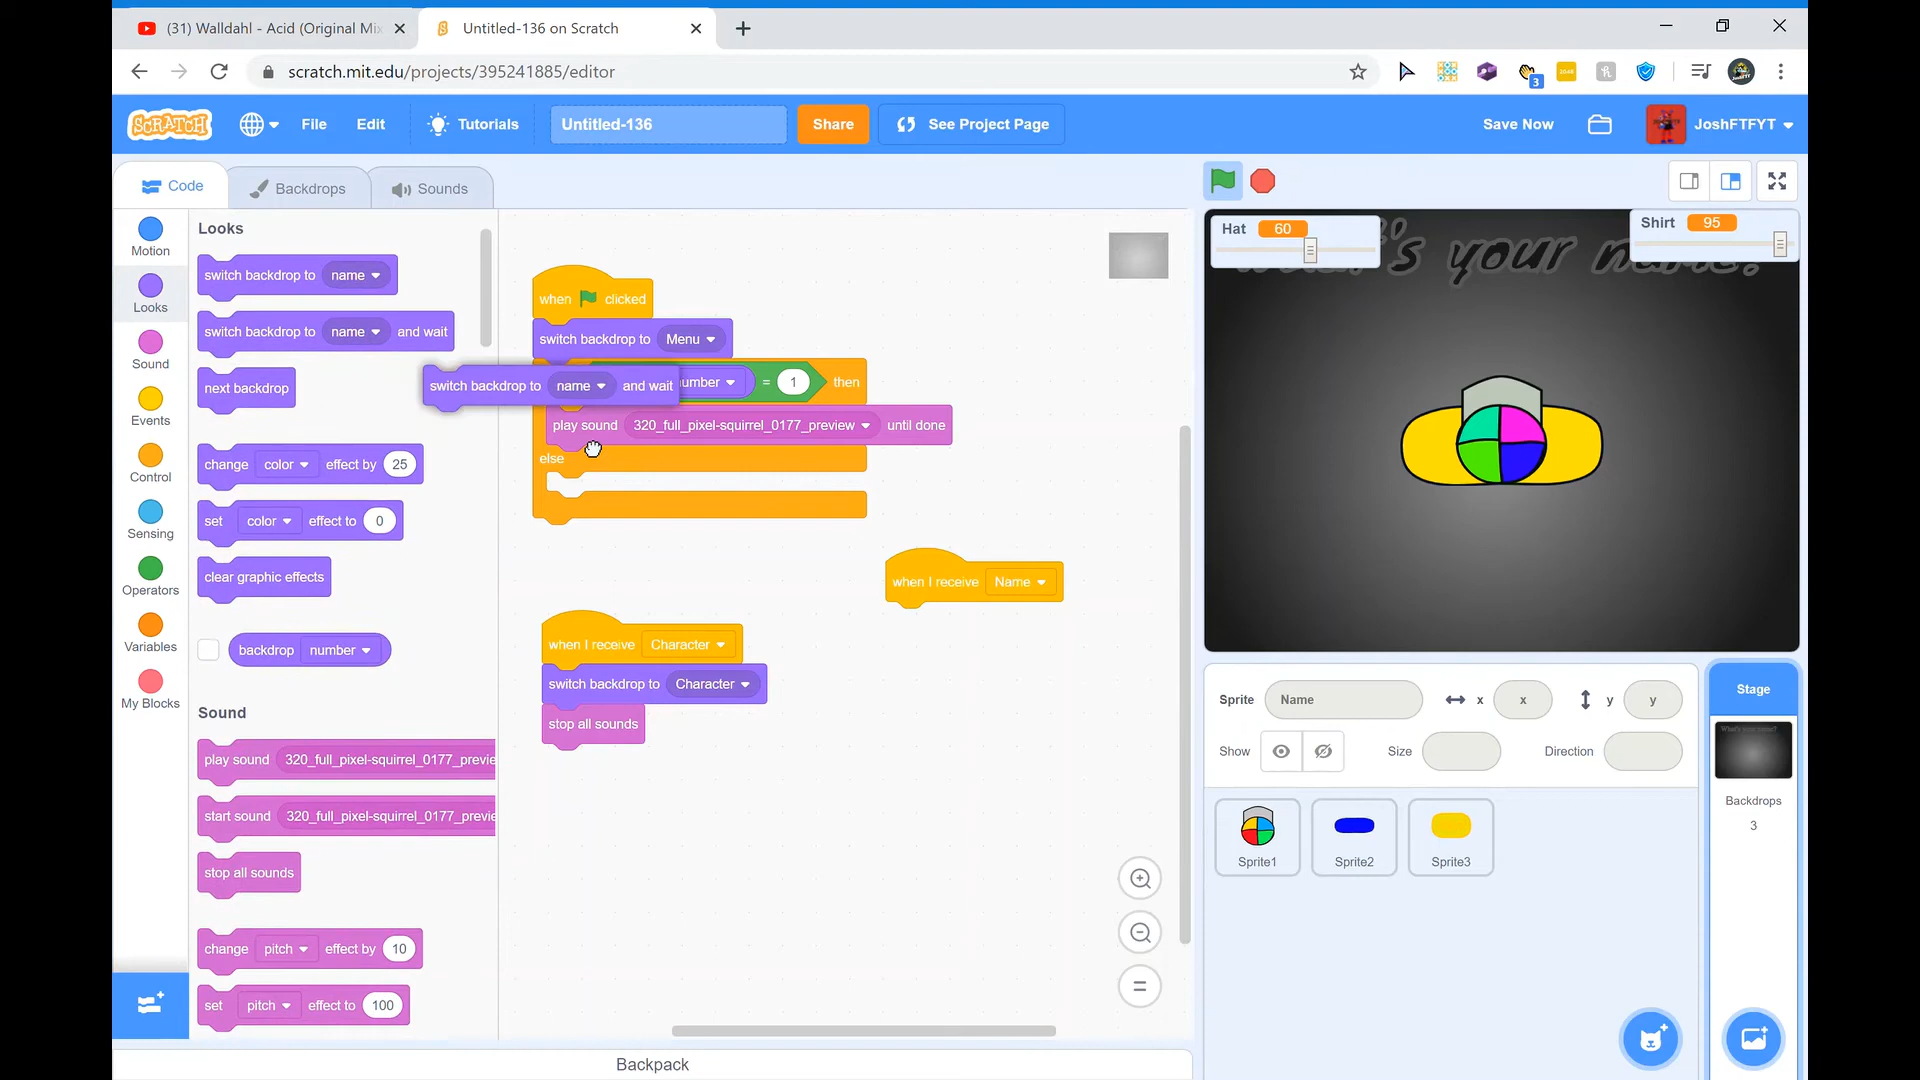 (31) Walldahl - Acid (Original Mix
Untitled-136 on Scratch
scratch.mit.edu/projects/395241885/editor
3
SCRATCH
File
Edit
Tutorials
Untitled-136
Share
See Project Page
Save Now
JoshFTFYT
Code
Backdrops
Sounds
Motion
Looks
Sound
Events
Control
Sensing
Operators
Variables
My Blocks
Looks
switch backdrop to name
switch backdrop to name and wait
next backdrop
change color effect by 25
set color effect to 0
clear graphic effects
backdrop number
Sound
play sound 320_full_pixel-squirrel_0177_previe
start sound 320_full_pixel-squirrel_0177_previe
stop all sounds
change pitch effect by 10
set pitch effect to 100
when clicked
switch backdrop to Menu
switch backdrop to name and wait
umber = 1 then
play sound 320_full_pixel-squirrel_0177_preview until done
else
when I receive Name
when I receive Character
switch backdrop to Character
stop all sounds
Backpack
Hat 60
Shirt 95
's your name?
Sprite Name x x y y
Show Size Direction
Sprite1
Sprite2
Sprite3
Stage
What's your name?
Backdrops
3